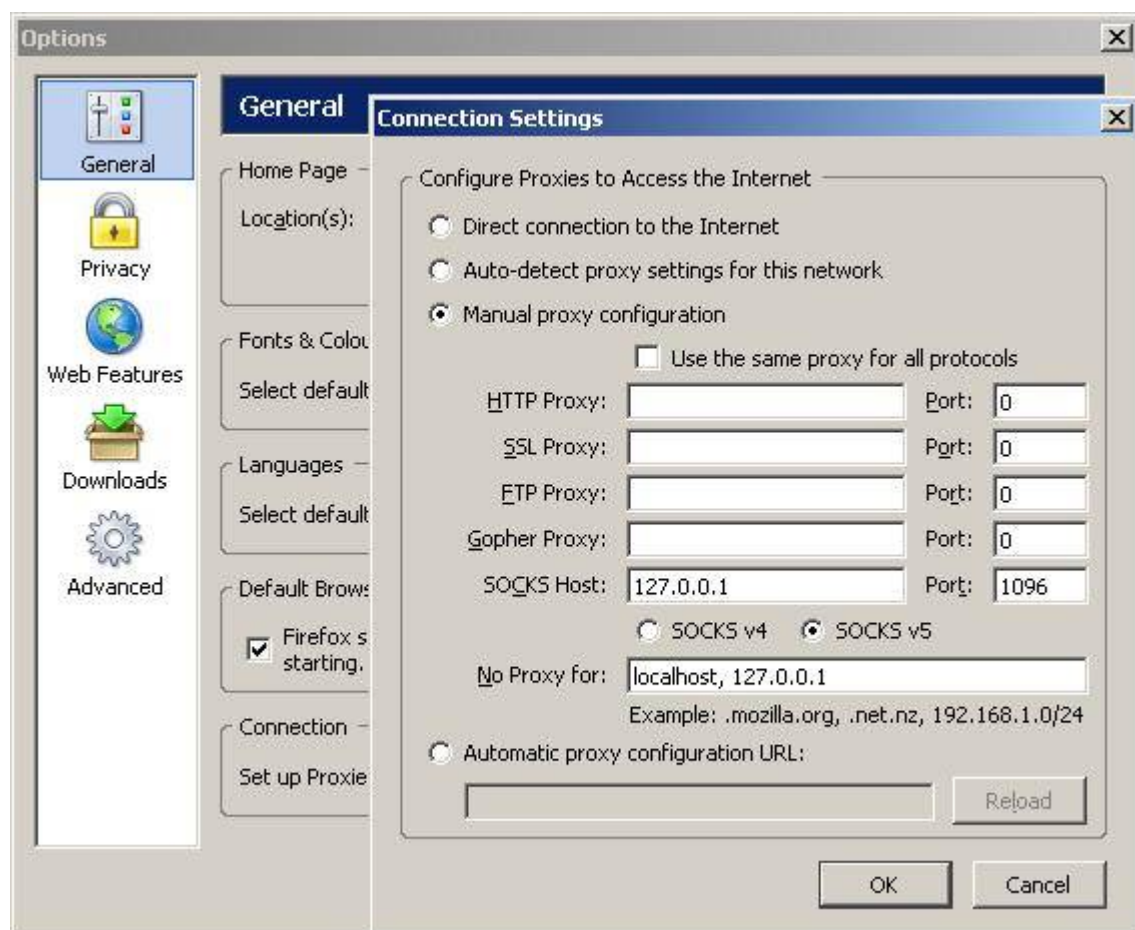 Options
General
Privacy
Web Features
Downloads
Advanced
General
Home Page
Location(s):
Fonts & Colou
Select default
Languages
Select default
Default Brows
Firefox s
starting.
Connection
Set up Proxie
Connection Settings
Configure Proxies to Access the Internet
Direct connection to the Internet
Auto-detect proxy settings for this network
Manual proxy configuration
Use the same proxy for all protocols
HTTP Proxy: Port: 0
SSL Proxy: Port: 0
FTP Proxy: Port: 0
Gopher Proxy: Port: 0
SOCKS Host: 127.0.0.1 Port: 1096
SOCKS v4 SOCKS v5
No Proxy for: localhost, 127.0.0.1
Example: .mozilla.org, .net.nz, 192.168.1.0/24
Automatic proxy configuration URL:
Reload
OK Cancel